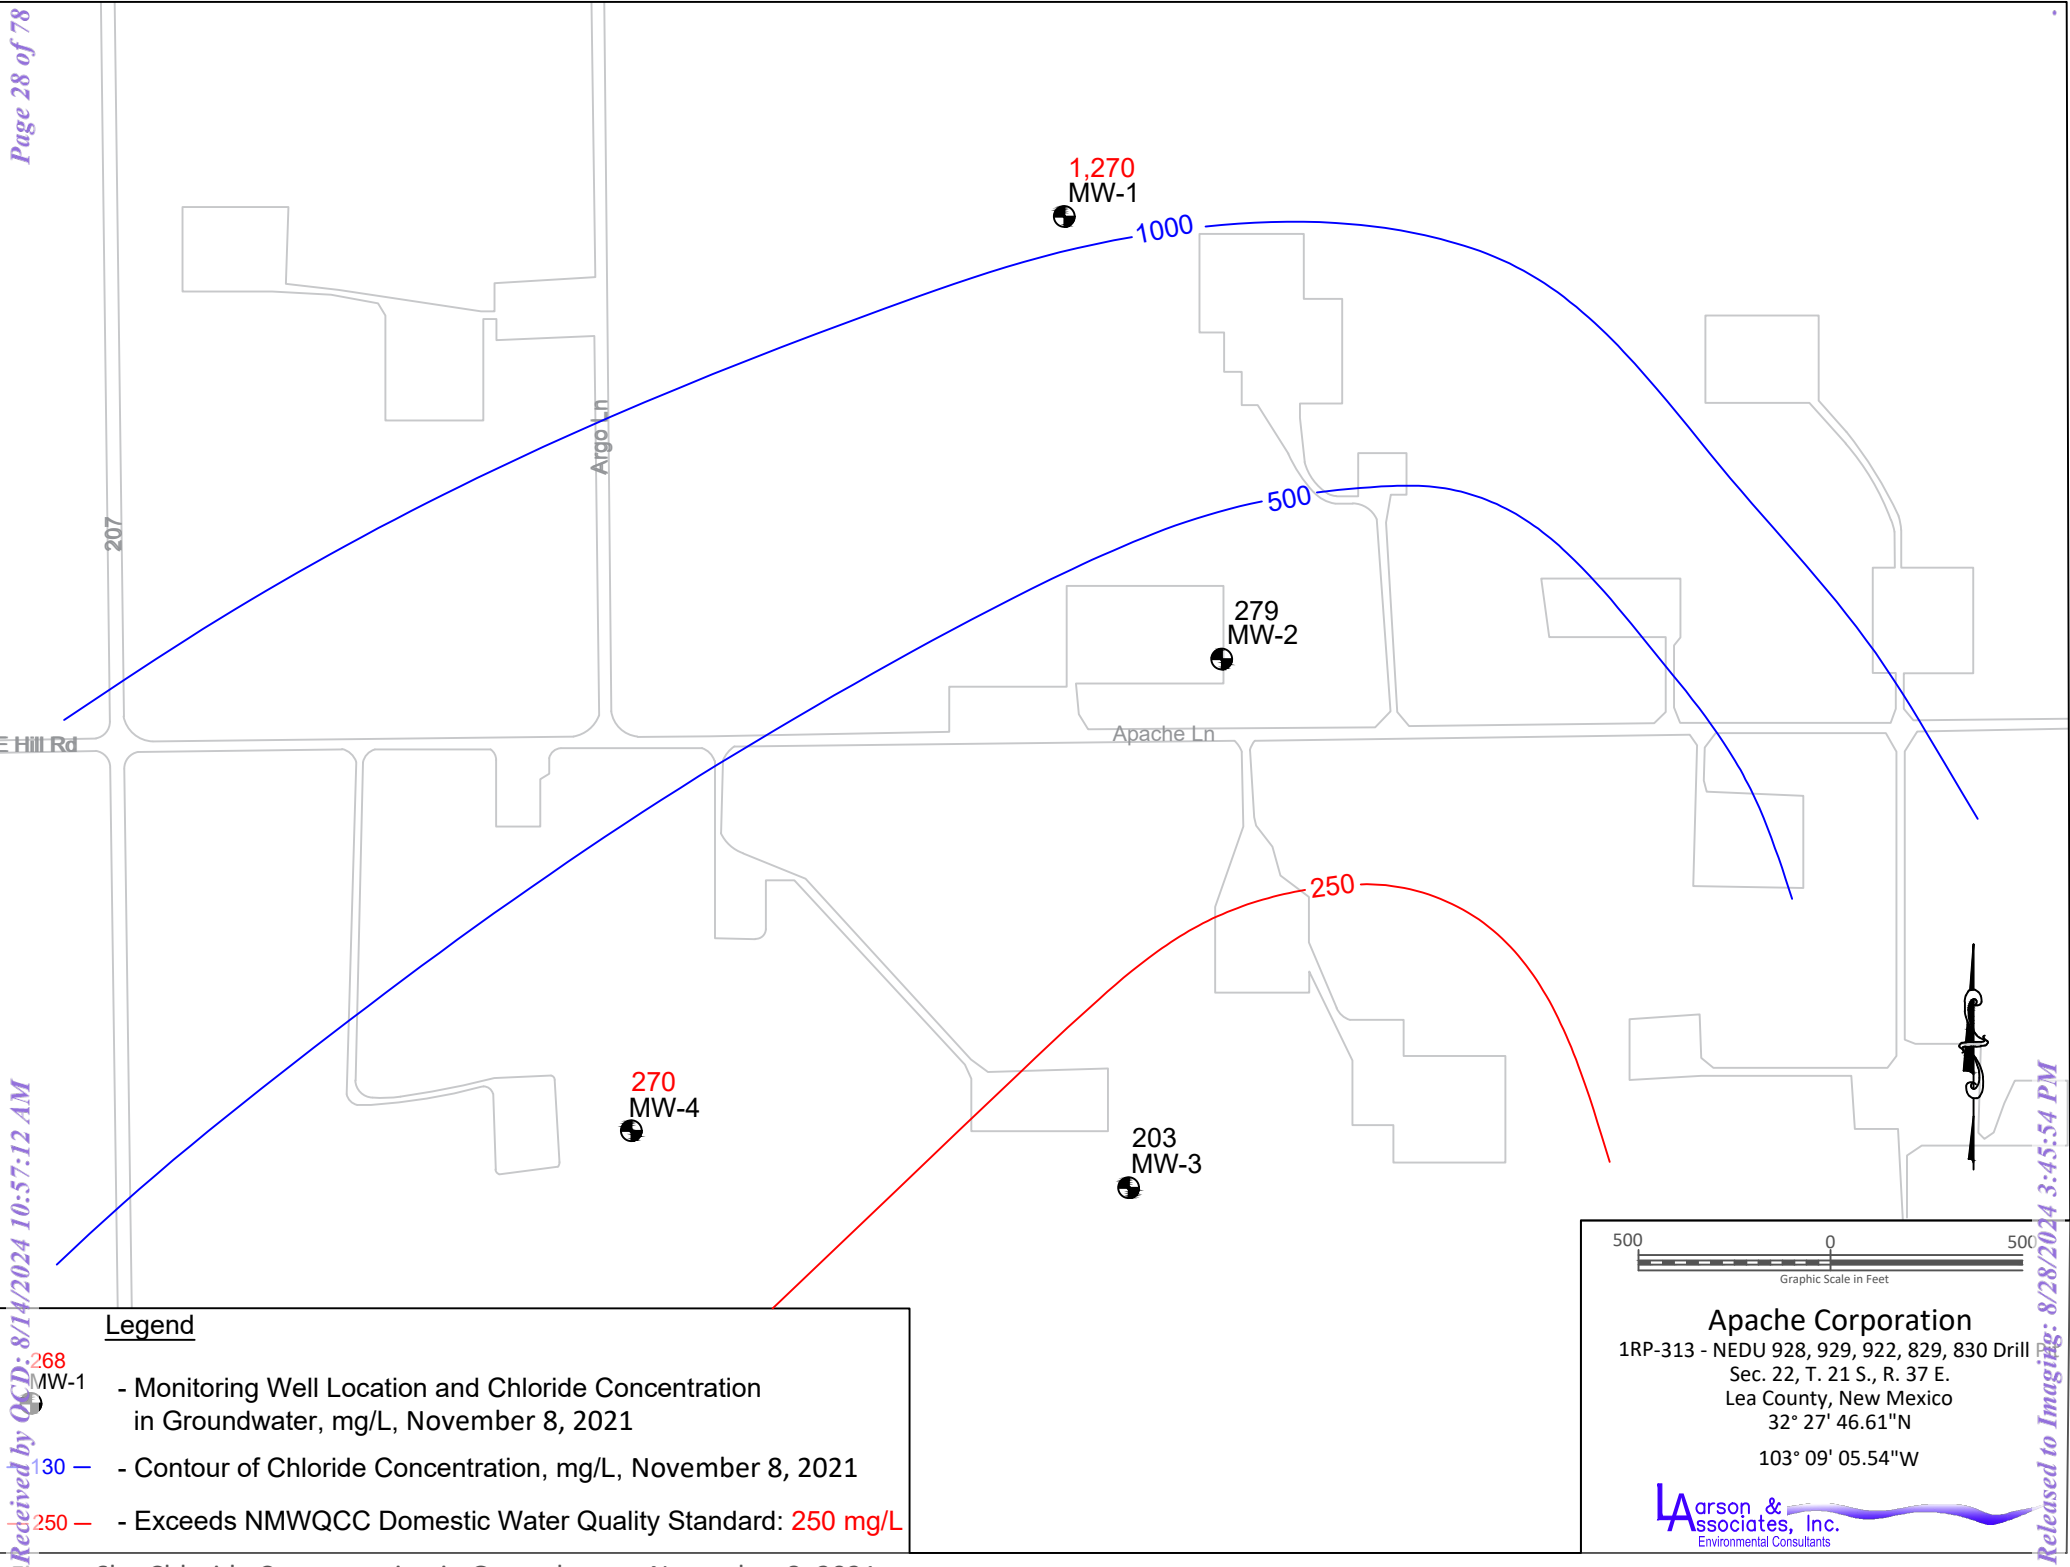 Page 28 of 78
1,270
MW-1
1000
Argo Ln
207
500
279
MW-2
E Hill Rd
Apache Ln
250
270
MW-4
203
MW-3
Received by OCD: 8/14/2024 10:57:12 AM
Released to Imaging: 8/28/2024 3:45:54 PM
500 0 500
Graphic Scale in Feet
Apache Corporation
1RP-313 - NEDU 928, 929, 922, 829, 830 Drill
Sec. 22, T. 21 S., R. 37 E.
Lea County, New Mexico
32° 27' 46.61"N
103° 09' 05.54"W
Larson &
Associates, Inc.
Environmental Consultants
Legend
268
MW-1
- Monitoring Well Location and Chloride Concentration
in Groundwater, mg/L, November 8, 2021
130 - Contour of Chloride Concentration, mg/L, November 8, 2021
250 - Exceeds NMWQCC Domestic Water Quality Standard: 250 mg/L